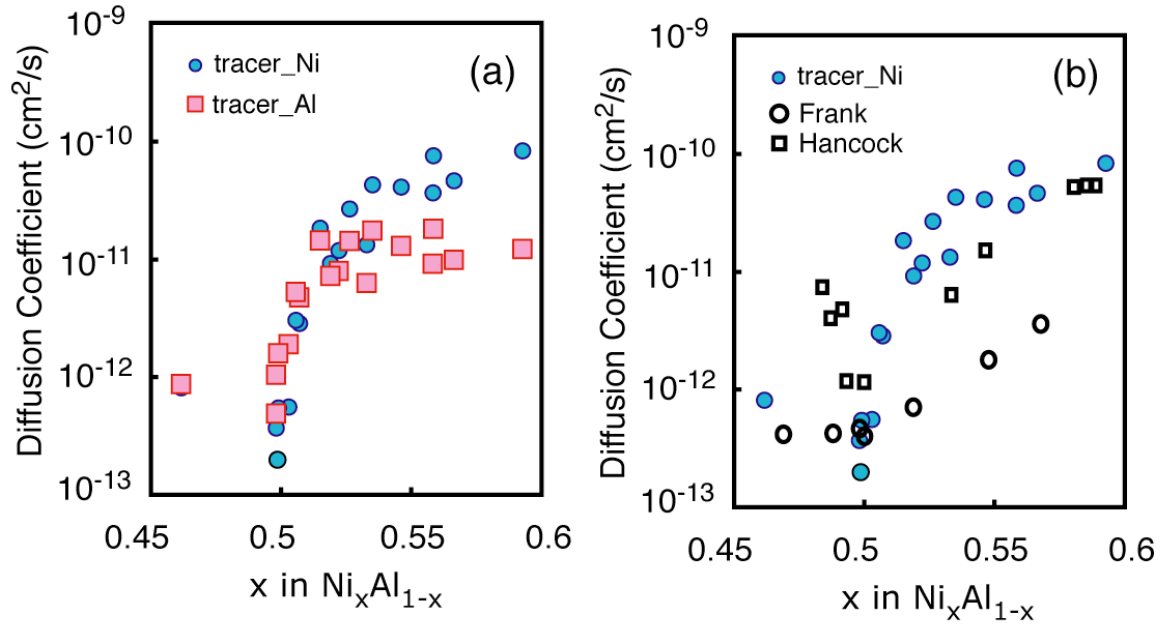 (a)
tracer_Ni
tracer_Al
Diffusion Coefficient (cm²/s)
10⁻⁹
10⁻¹⁰
10⁻¹¹
10⁻¹²
10⁻¹³
0.45 0.5 0.55 0.6
x in NiₓAl₁₋ₓ
(b)
tracer_Ni
Frank
Hancock
Diffusion Coefficient (cm²/s)
10⁻⁹
10⁻¹⁰
10⁻¹¹
10⁻¹²
10⁻¹³
0.45 0.5 0.55 0.6
x in NiₓAl₁₋ₓ